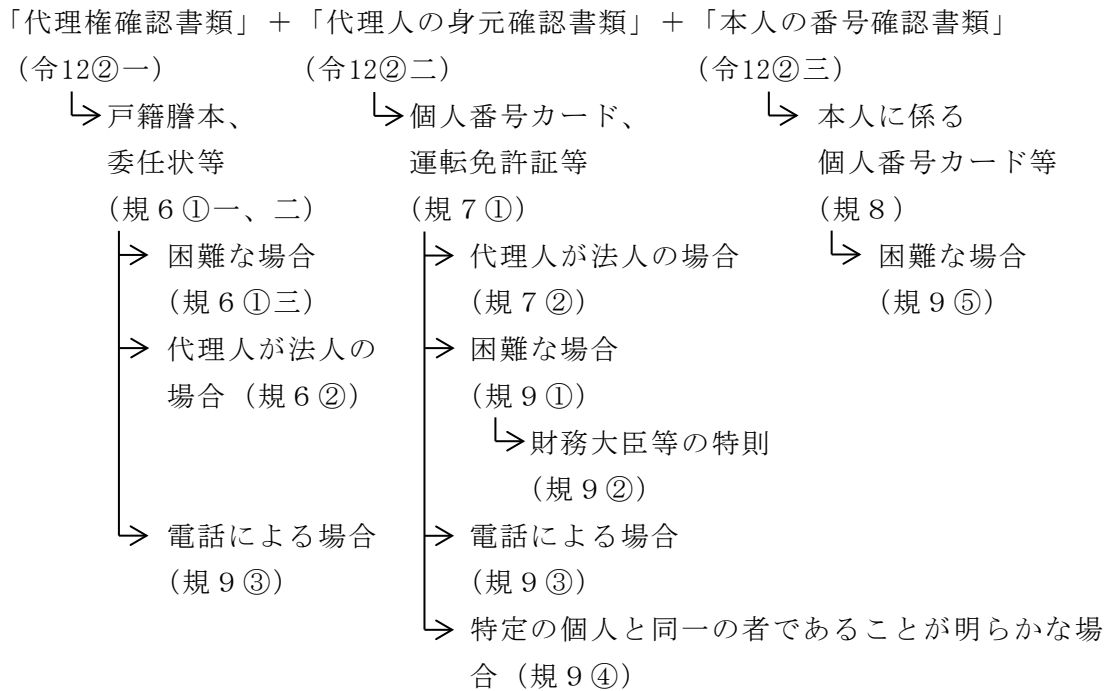 「代理権確認書類」＋「代理人の身元確認書類」＋「本人の番号確認書類」
（令12②一） （令12②二） （令12②三）
戸籍謄本、
委任状等
（規６①一、二）
困難な場合
（規６①三）
代理人が法人の
場合（規６②）
電話による場合
（規９③）
個人番号カード、
運転免許証等
（規７①）
代理人が法人の場合
（規７②）
困難な場合
（規９①）
財務大臣等の特則
（規９②）
電話による場合
（規９③）
特定の個人と同一の者であることが明らかな場
合（規９④）
本人に係る
個人番号カード等
（規８）
困難な場合
（規９⑤）